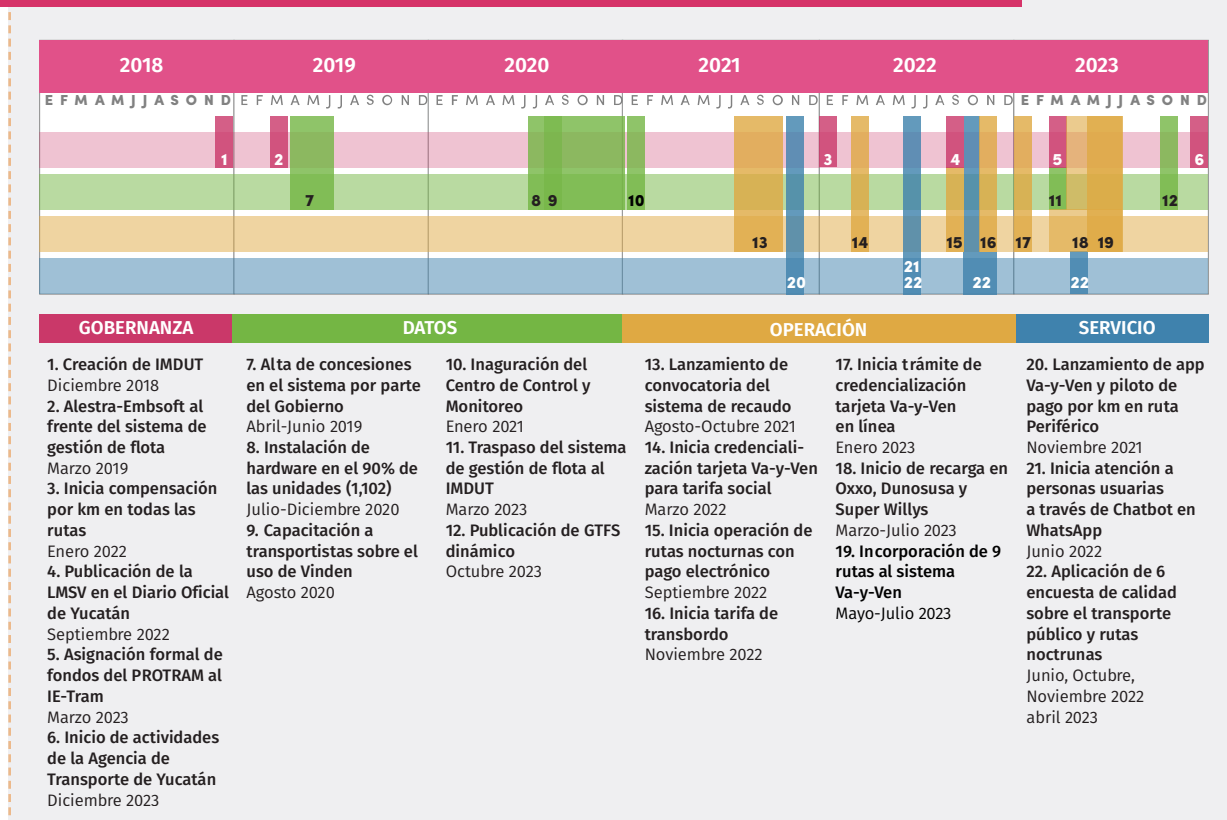 2018 2019 2020 2021 2022 2023
E F M A M J J A S O N D E F M A M J J A S O N D E F M A M J J A S O N D E F M A M J J A S O N D E F M A M J J A S O N D E F M A M J J A S O N D
1 2 3 4 5 6
7 8 9 10 11 12
13 14 15 16 17 18 19
21
20 22 22 22
GOBERNANZA
1. Creación de IMDUT
Diciembre 2018
2. Alestra-Embsoft al
frente del sistema de
gestión de flota
Marzo 2019
3. Inicia compensación
por km en todas las
rutas
Enero 2022
4. Publicación de la
LMSV en el Diario Oficial
de Yucatán
Septiembre 2022
5. Asignación formal de
fondos del PROTRAM al
IE-Tram
Marzo 2023
6. Inicio de actividades
de la Agencia de
Transporte de Yucatán
Diciembre 2023
DATOS
7. Alta de concesiones
en el sistema por parte
del Gobierno
Abril-Junio 2019
8. Instalación de
hardware en el 90% de
las unidades (1,102)
Julio-Diciembre 2020
9. Capacitación a
transportistas sobre el
uso de Vinden
Agosto 2020
10. Inaguración del
Centro de Control y
Monitoreo
Enero 2021
11. Traspaso del sistema
de gestión de flota al
IMDUT
Marzo 2023
12. Publicación de GTFS
dinámico
Octubre 2023
OPERACIÓN
13. Lanzamiento de
convocatoria del
sistema de recaudo
Agosto-Octubre 2021
14. Inicia credenciali-
zación tarjeta Va-y-Ven
para tarifa social
Marzo 2022
15. Inicia operación de
rutas nocturnas con
pago electrónico
Septiembre 2022
16. Inicia tarifa de
transbordo
Noviembre 2022
17. Inicia trámite de
credencialización
tarjeta Va-y-Ven
en línea
Enero 2023
18. Inicio de recarga en
Oxxo, Dunosusa y
Super Willys
Marzo-Julio 2023
19. Incorporación de 9
rutas al sistema
Va-y-Ven
Mayo-Julio 2023
SERVICIO
20. Lanzamiento de app
Va-y-Ven y piloto de
pago por km en ruta
Periférico
Noviembre 2021
21. Inicia atención a
personas usuarias
a través de Chatbot en
WhatsApp
Junio 2022
22. Aplicación de 6
encuesta de calidad
sobre el transporte
público y rutas
noctrunas
Junio, Octubre,
Noviembre 2022
abril 2023